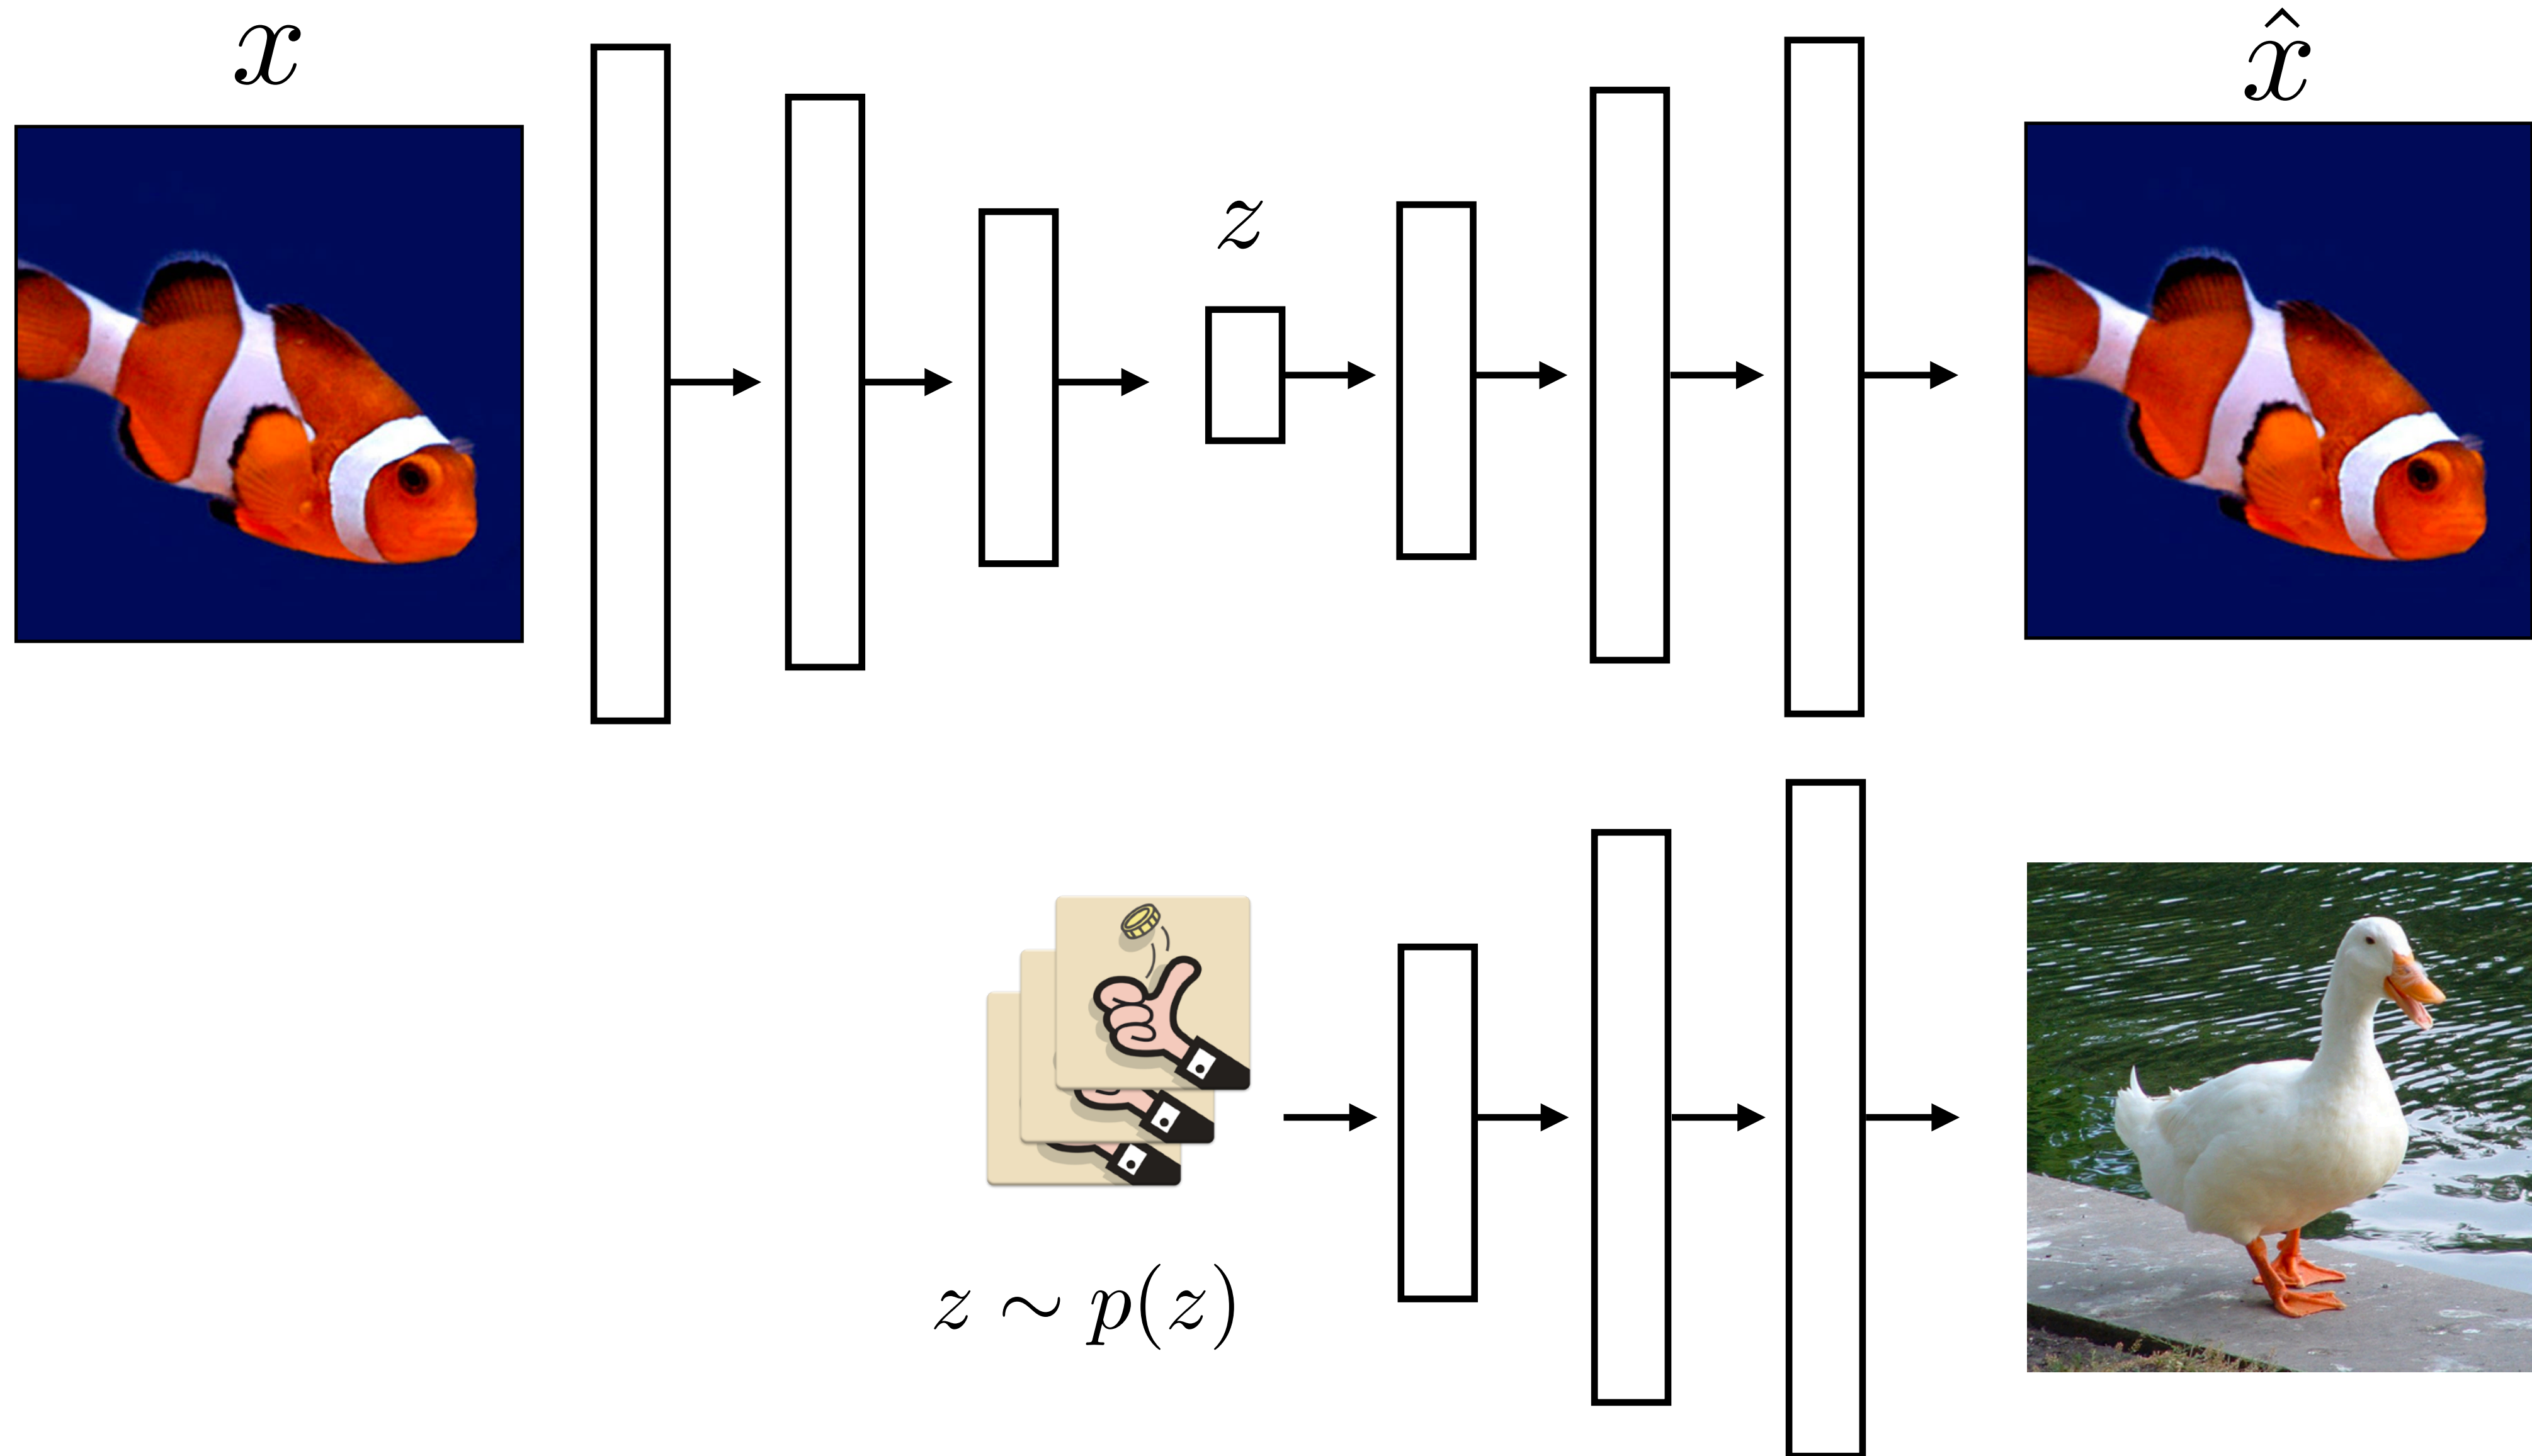 x
x̂
z
z ∼ p(z)